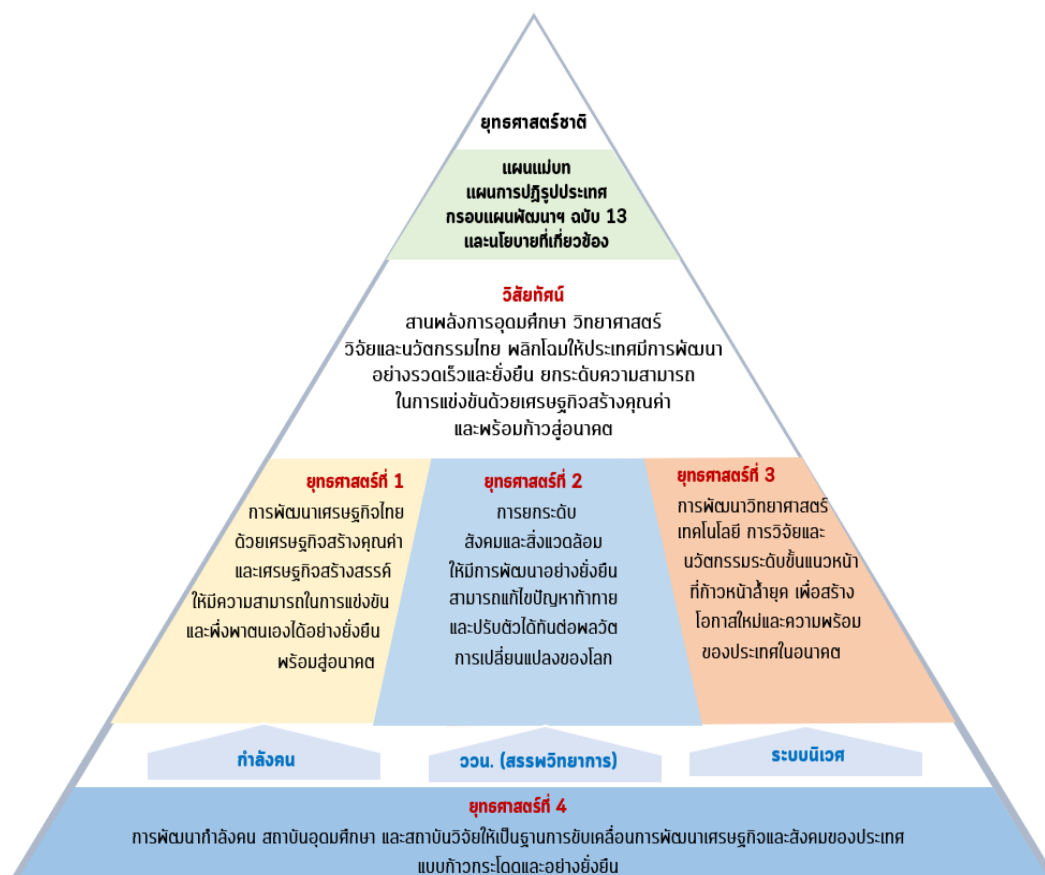 ยุทธศาสตร์ชาติ
แผนแม่บท
แผนการปฏิรูปประเทศ
กรอบแผนพัฒนาฯ ฉบับ 13
และนโยบายที่เกี่ยวข้อง
วิสัยทัศน์
สานพลังการอุดมศึกษา วิทยาศาสตร์
วิจัยและนวัตกรรมไทย พลิกโฉมให้ประเทศมีการพัฒนา
อย่างรวดเร็วและยั่งยืน ยกระดับความสามารถ
ในการแข่งขันด้วยเศรษฐกิจสร้างคุณค่า
และพร้อมก้าวสู่อนาคต
ยุทธศาสตร์ที่ 1
การพัฒนาเศรษฐกิจไทย
ด้วยเศรษฐกิจสร้างคุณค่า
และเศรษฐกิจสร้างสรรค์
ให้มีความสามารถในการแข่งขัน
และพึ่งพาตนเองได้อย่างยั่งยืน
พร้อมสู่อนาคต
ยุทธศาสตร์ที่ 2
การยกระดับ
สังคมและสิ่งแวดล้อม
ให้มีการพัฒนาอย่างยั่งยืน
สามารถแก้ไขปัญหาท้าทาย
และปรับตัวได้ทันต่อพลวัต
การเปลี่ยนแปลงของโลก
ยุทธศาสตร์ที่ 3
การพัฒนาวิทยาศาสตร์
เทคโนโลยี การวิจัยและ
นวัตกรรมระดับขั้นแนวหน้า
ที่ก้าวหน้าล้ำยุค เพื่อสร้าง
โอกาสใหม่และความพร้อม
ของประเทศในอนาคต
กำลังคน
ววน. (สรรพวิทยาการ)
ระบบนิเวศ
ยุทธศาสตร์ที่ 4
การพัฒนากำลังคน สถาบันอุดมศึกษา และสถาบันวิจัยให้เป็นฐานการขับเคลื่อนการพัฒนาเศรษฐกิจและสังคมของประเทศ
แบบก้าวกระโดดและอย่างยั่งยืน